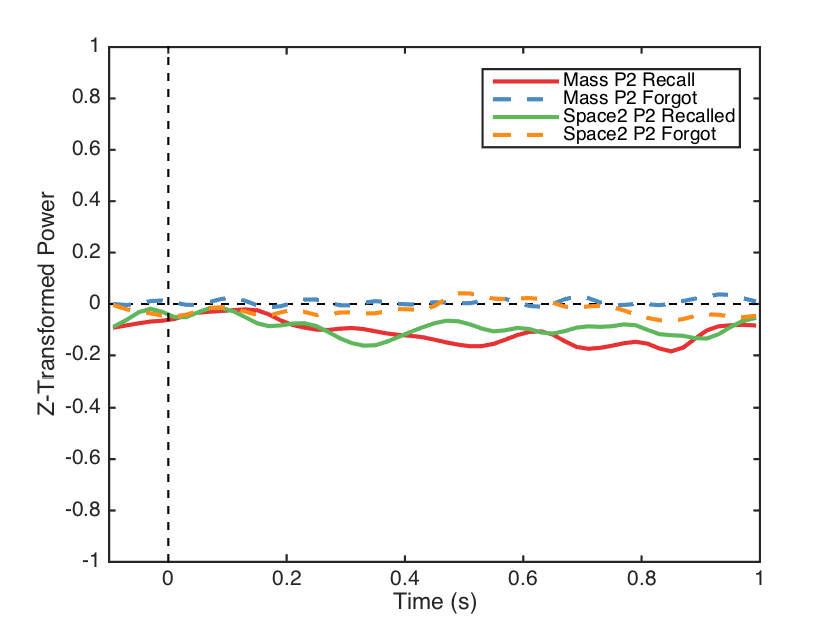 1
0.8
0.6
0.4
0.2
0
-0.2
-0.4
-0.6
-0.8
-1
Z-Transformed Power
Mass P2 Recall
Mass P2 Forgot
Space2 P2 Recalled
Space2 P2 Forgot
0 0.2 0.4 0.6 0.8 1
Time (s)